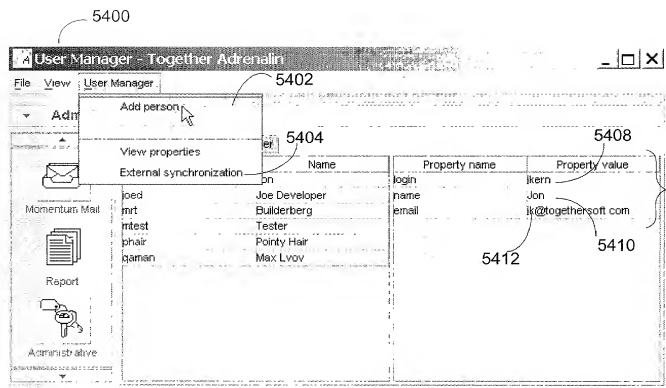 5400
User Manager - Together Adrenalin
File View User Manager
5402
Add person
Adm
View properties
External synchronization
5404
er
5408
Name
Property name Property value
on
login jkern
joed Joe Developer
name Jon
mrt Builderberg
email jk@togethersoft com
mtest Tester
phair Pointy Hair
qaman Max Lvov
5410
5412
Momentum Mail
Report
Administrative